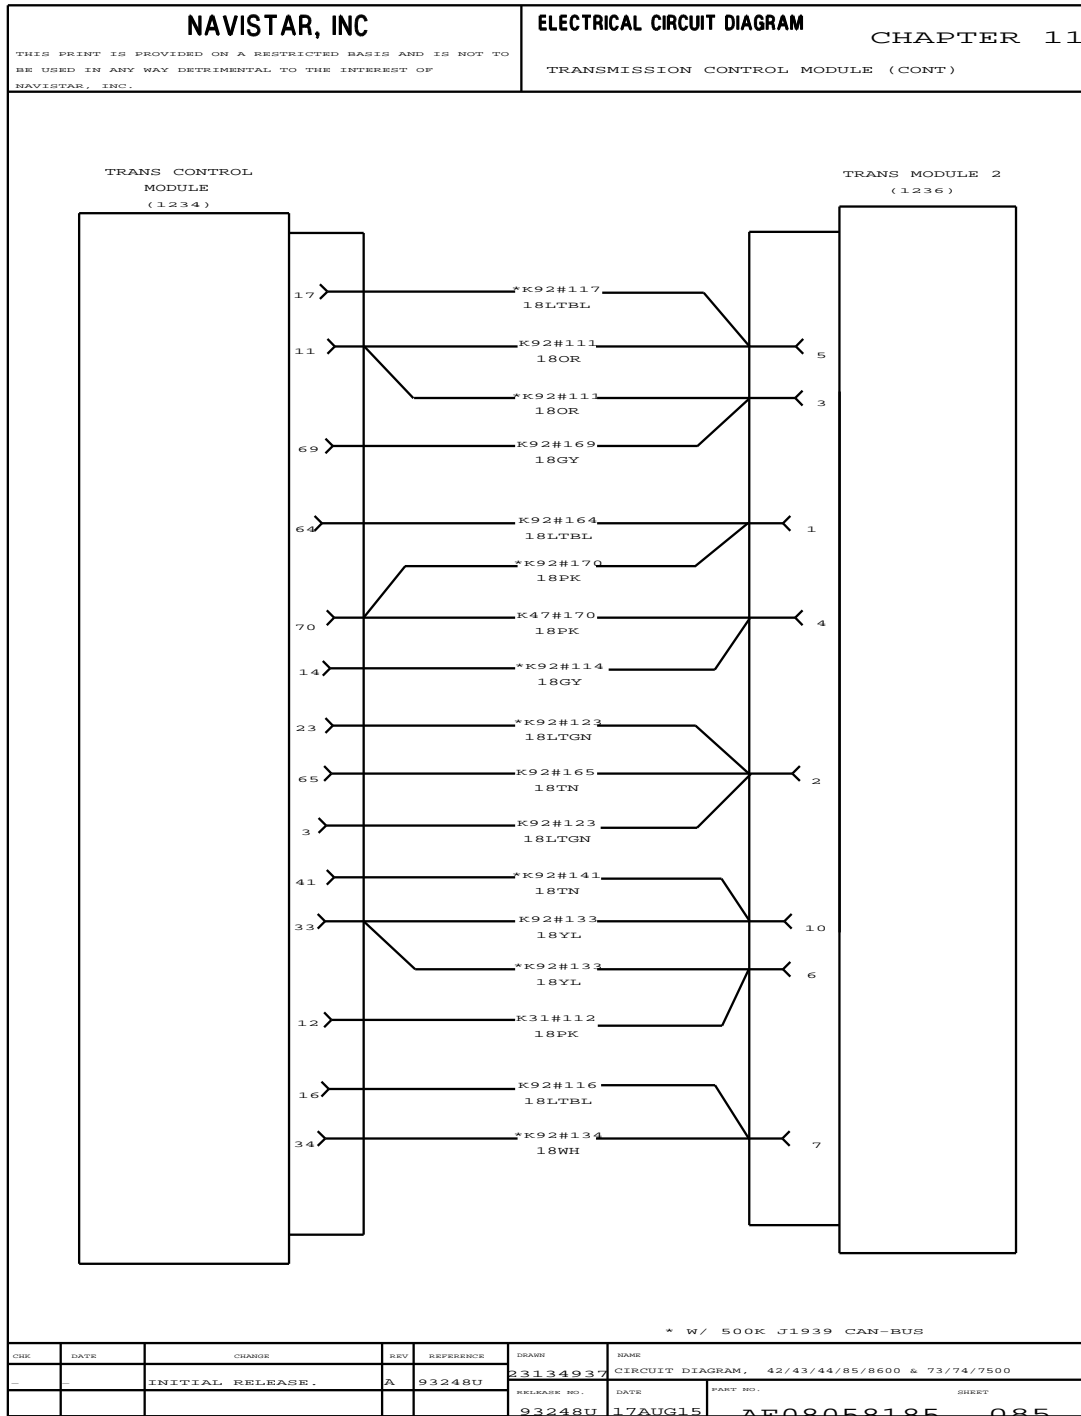 NAVISTAR, INC
THIS PRINT IS PROVIDED ON A RESTRICTED BASIS AND IS NOT TO
BE USED IN ANY WAY DETRIMENTAL TO THE INTEREST OF
NAVISTAR, INC.
ELECTRICAL CIRCUIT DIAGRAM
CHAPTER 11
TRANSMISSION CONTROL MODULE (CONT)
TRANS CONTROL
MODULE
(1234)
TRANS MODULE 2
(1236)
17
*K92#117
18LTBL
11
K92#111
18OR
5
*K92#111
18OR
3
69
K92#169
18GY
64
K92#164
18LTBL
1
*K92#170
18PK
70
K47#170
18PK
4
14
*K92#114
18GY
23
*K92#123
18LTGN
65
K92#165
18TN
2
3
K92#123
18LTGN
41
*K92#141
18TN
33
K92#133
18YL
10
*K92#133
18YL
6
12
K31#112
18PK
16
K92#116
18LTBL
34
*K92#134
18WH
7
* W/ 500K J1939 CAN-BUS
CHK DATE CHANGE REV REFERENCE
- - INITIAL RELEASE. A 93248U
DRAWN
23134937
NAME
CIRCUIT DIAGRAM, 42/43/44/85/8600 & 73/74/7500
RELEASE NO.
93248U
DATE
17AUG15
PART NO.
AF08058185
SHEET
085